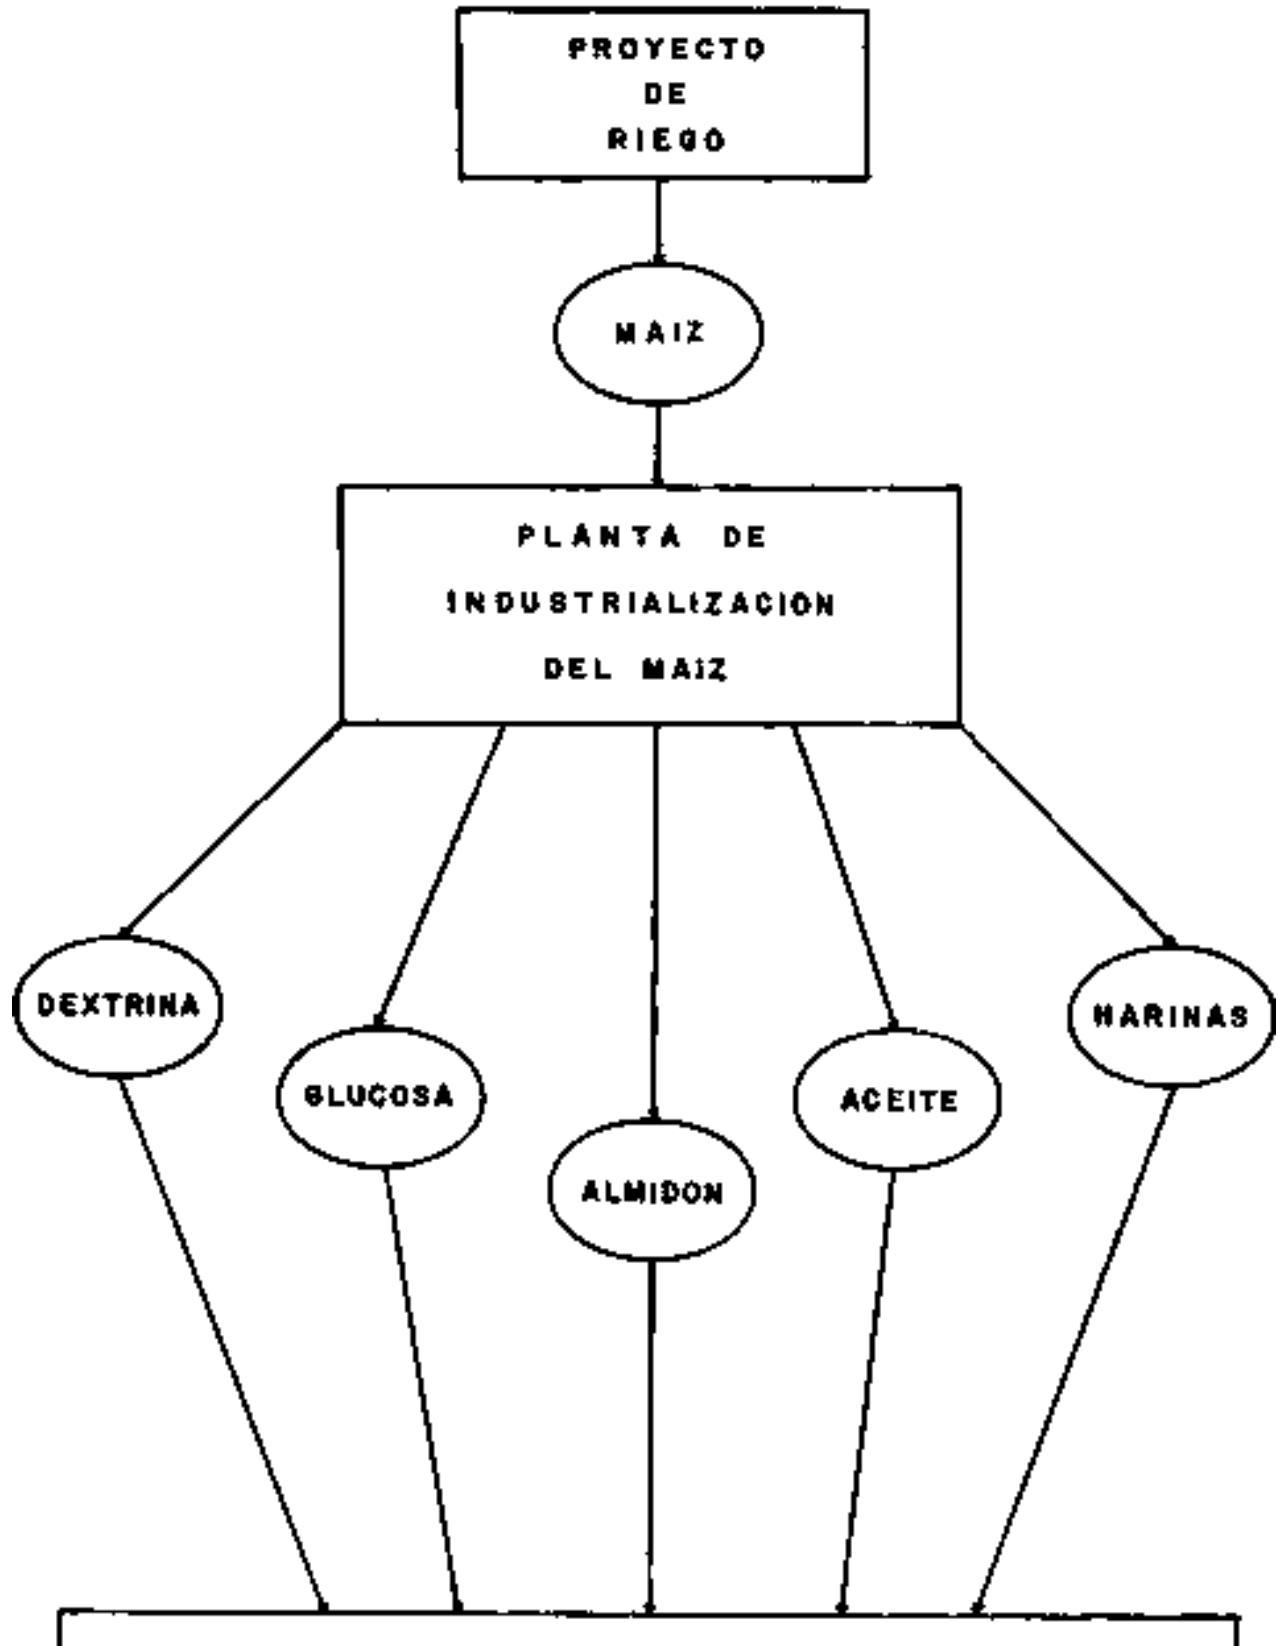 PROYECTO
DE
RIEGO
MAIZ
PLANTA DE
INDUSTRIALIZACION
DEL MAIZ
DEXTRINA
GLUCOSA
ALMIDON
ACEITE
HARINAS